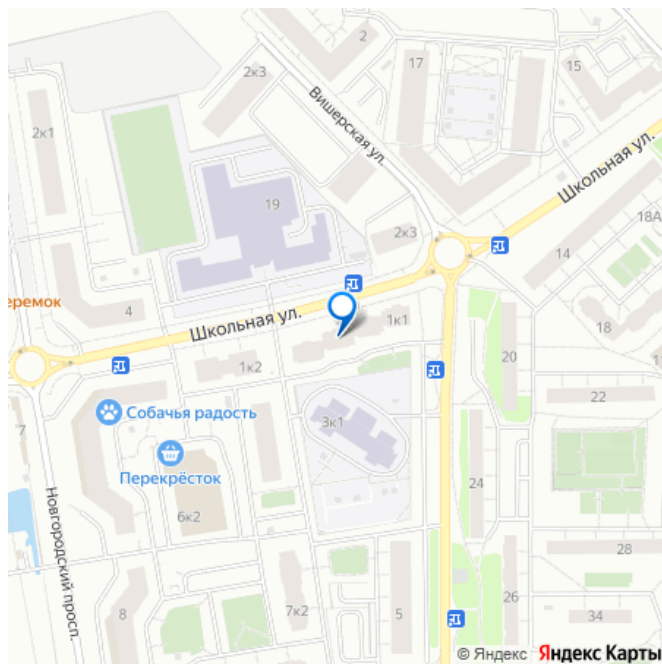 2
17
15
2к3
Вишерская ул.
2к1
Школьная ул.
19
18А
2к3
14
еремок
4
1к1
18
Школьная ул.
20
1к2
22
Собачья радость
3к1
7
Перекрёсток
24
6к2
Новгородский просп.
28
8
7к2
5
26
34
© Яндекс Яндекс Карты